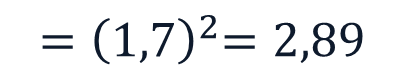 = (1,7)²= 2,89